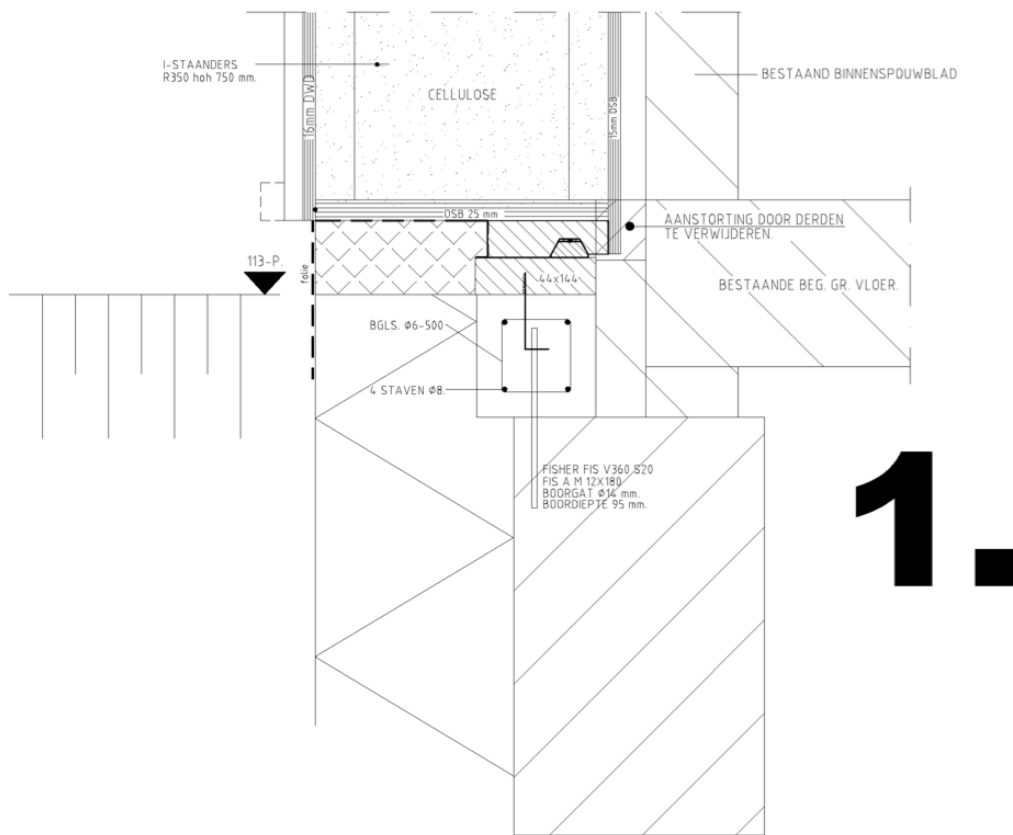 I-STAANDERS
R350 hoh 750 mm.
16mm DWD
CELLULOSE
15mm OSB
BESTAAND BINNENSPOUWBLAD
OSB 25 mm
AANSTORTING DOOR DERDEN
TE VERWIJDEREN.
113-P.
folie
44x144
BESTAANDE BEG. GR. VLOER.
BGLS. Ø6-500
4 STAVEN Ø8.
FISHER FIS V360 S20
FIS A M 12X180
BOORGAT Ø14 mm.
BOORDIEPTE 95 mm.
1.